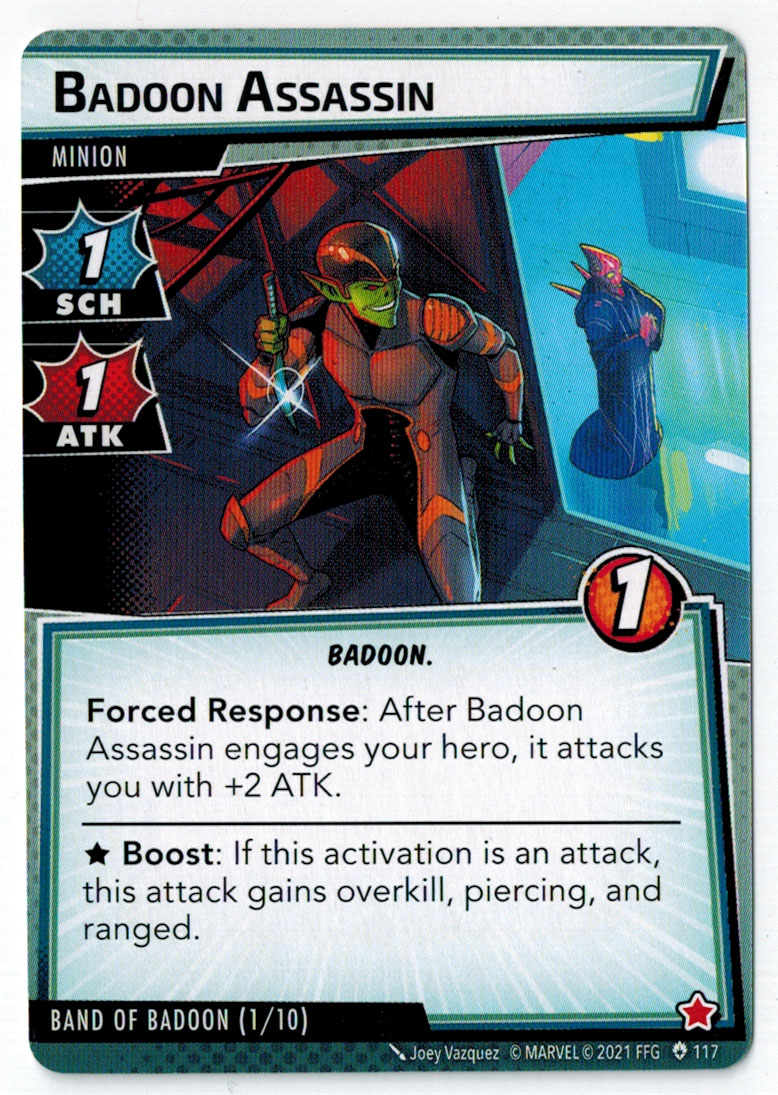 BADOON ASSASSIN
MINION
1
SCH
1
ATK
1
BADOON.
Forced Response: After Badoon
Assassin engages your hero, it attacks
you with +2 ATK.
★ Boost: If this activation is an attack,
this attack gains overkill, piercing, and
ranged.
BAND OF BADOON (1/10)
Joey Vazquez © MARVEL © 2021 FFG 117